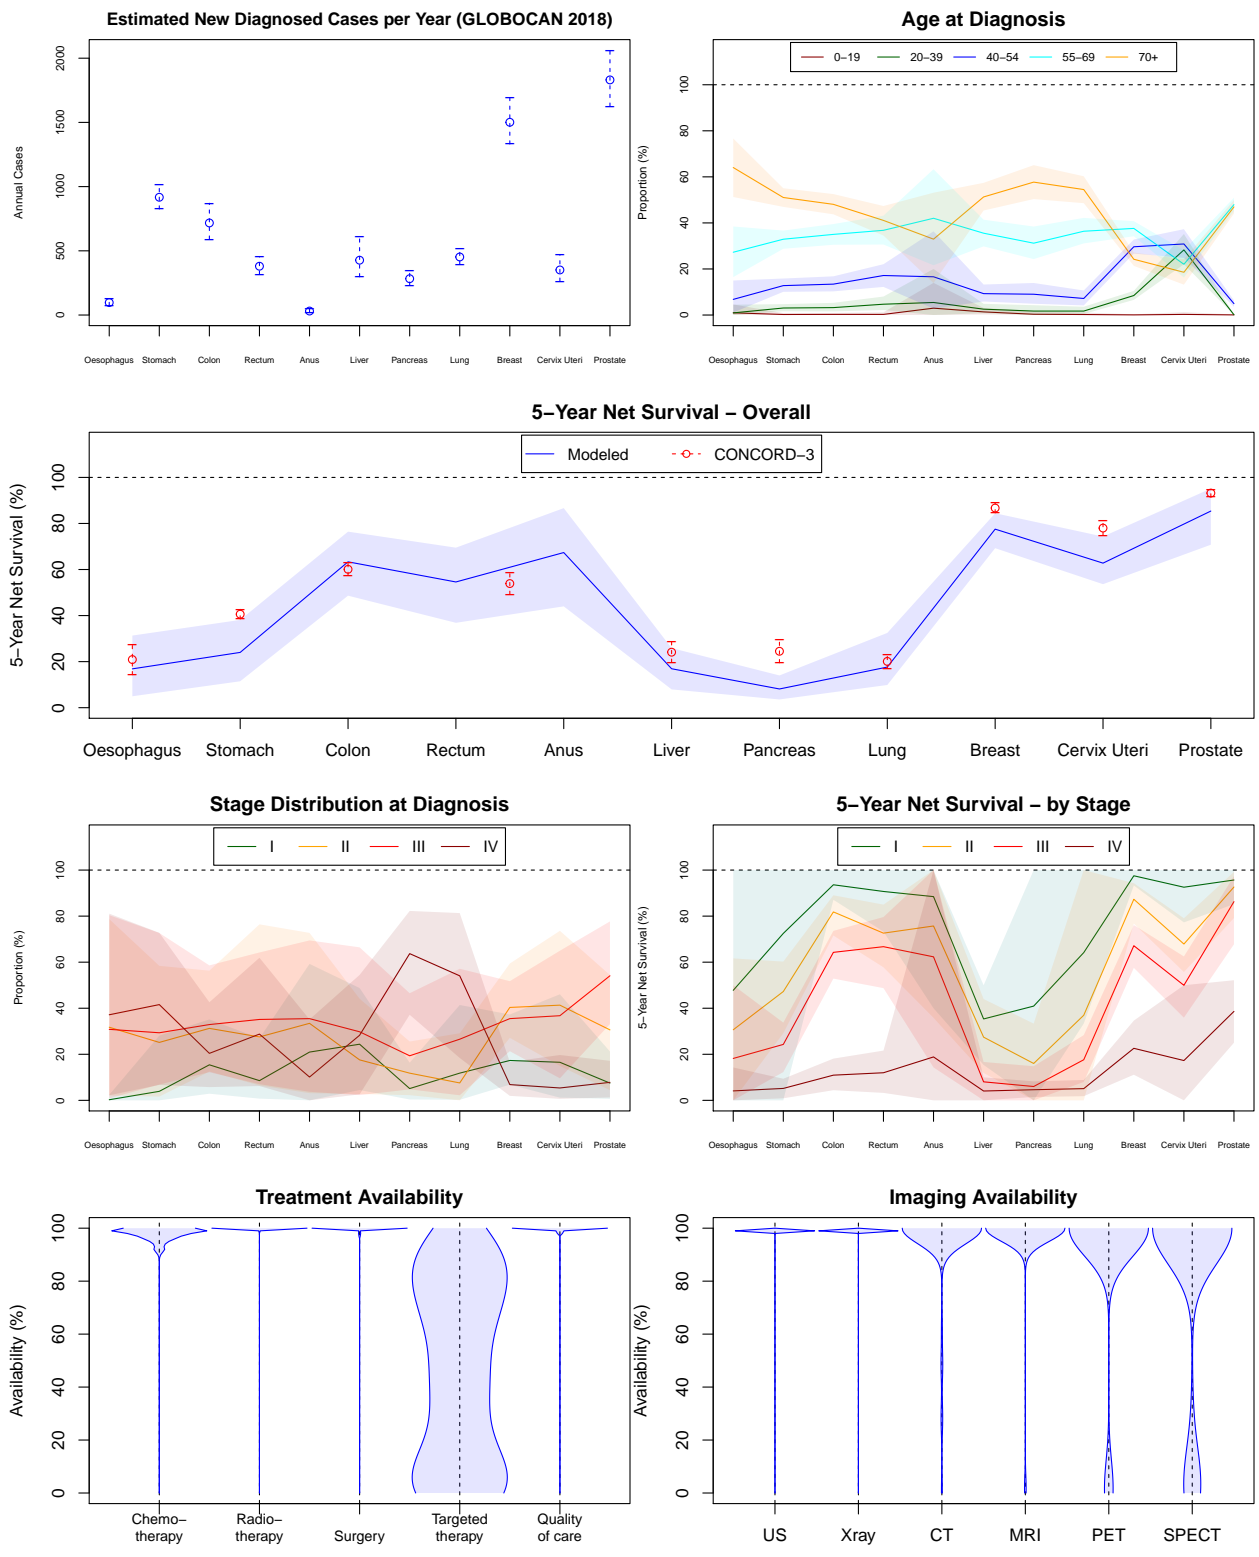 Estimated New Diagnosed Cases per Year (GLOBOCAN 2018)
Annual Cases
0 500 1000 1500 2000
Oesophagus Stomach Colon Rectum Anus Liver Pancreas Lung Breast Cervix Uteri Prostate
Age at Diagnosis
0−19 20−39 40−54 55−69 70+
Proportion (%)
0 20 40 60 80 100
Oesophagus Stomach Colon Rectum Anus Liver Pancreas Lung Breast Cervix Uteri Prostate
5−Year Net Survival − Overall
Modeled CONCORD−3
5−Year Net Survival (%)
0 20 40 60 80 100
Oesophagus Stomach Colon Rectum Anus Liver Pancreas Lung Breast Cervix Uteri Prostate
Stage Distribution at Diagnosis
I II III IV
Proportion (%)
0 20 40 60 80 100
Oesophagus Stomach Colon Rectum Anus Liver Pancreas Lung Breast Cervix Uteri Prostate
5−Year Net Survival − by Stage
I II III IV
5−Year Net Survival (%)
0 20 40 60 80 100
Oesophagus Stomach Colon Rectum Anus Liver Pancreas Lung Breast Cervix Uteri Prostate
Treatment Availability
Availability (%)
0 20 40 60 80 100
Chemo−
therapy
Radio−
therapy
Surgery
Targeted
therapy
Quality
of care
Imaging Availability
Availability (%)
0 20 40 60 80 100
US Xray CT MRI PET SPECT